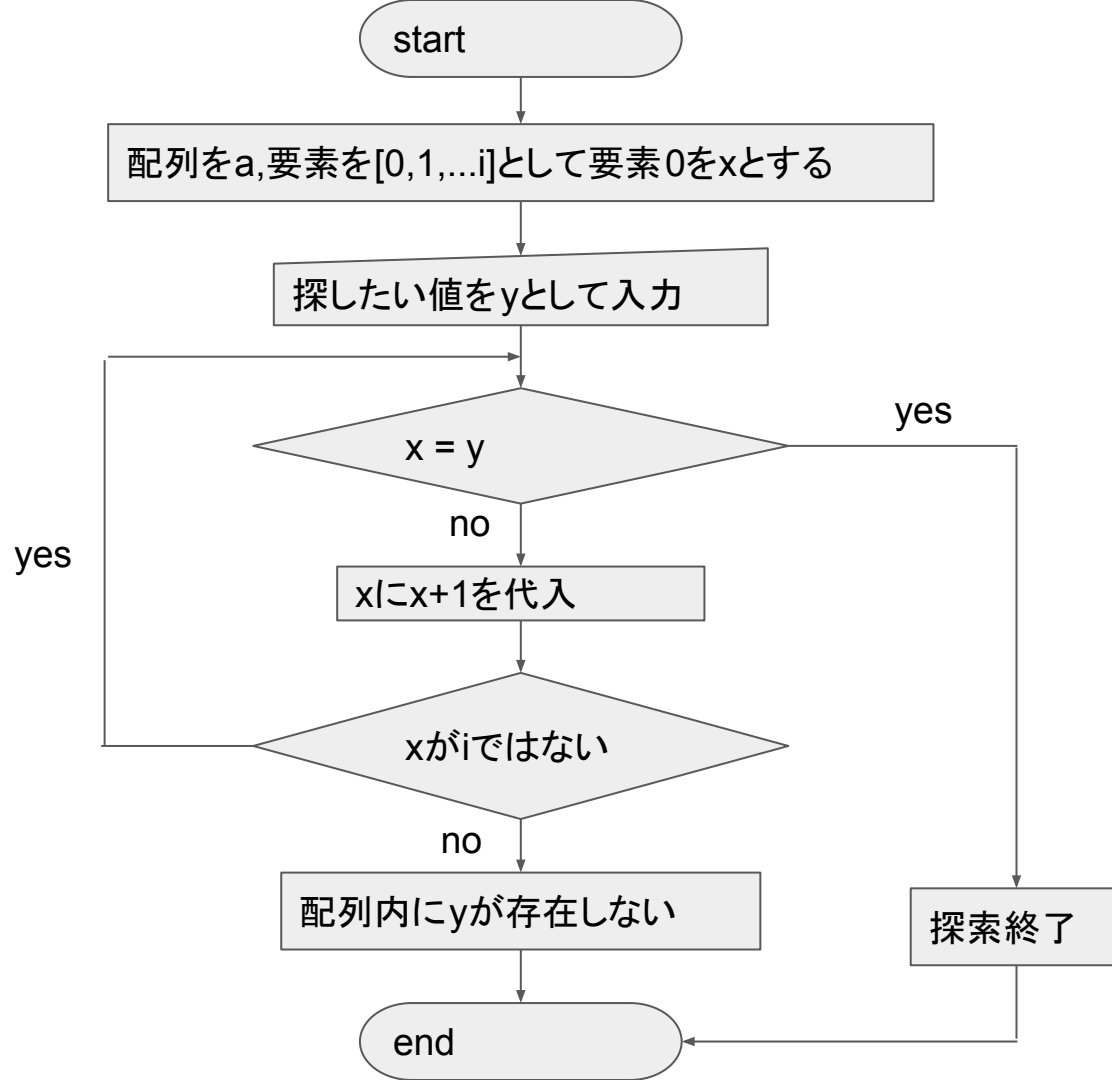 start
配列をa,要素を[0,1,...i]として要素0をxとする
探したい値をyとして入力
x = y
yes
no
yes
xにx+1を代入
xがiではない
no
配列内にyが存在しない
探索終了
end